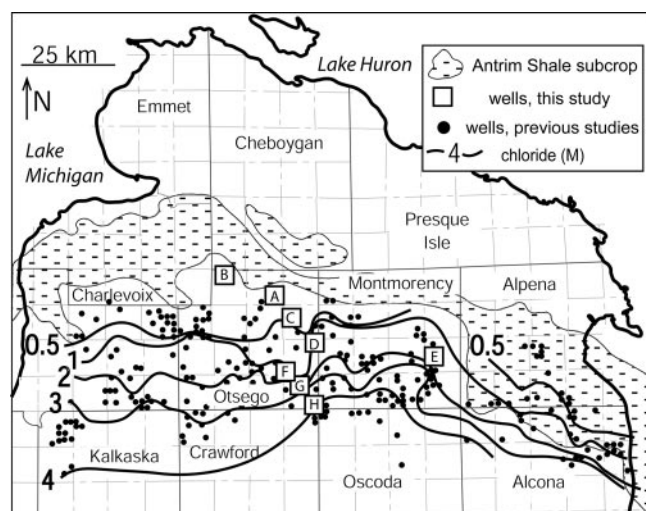 25 km
N
Lake Huron
Emmet
Cheboygan
Lake
Michigan
Presque
Isle
Antrim Shale subcrop
wells, this study
wells, previous studies
4 chloride (M)
B
A
Charlevoix
Montmorency
Alpena
C
0.5
D
0.5
1
E
2
F
G
3
Otsego
H
Kalkaska
Crawford
4
Oscoda
Alcona